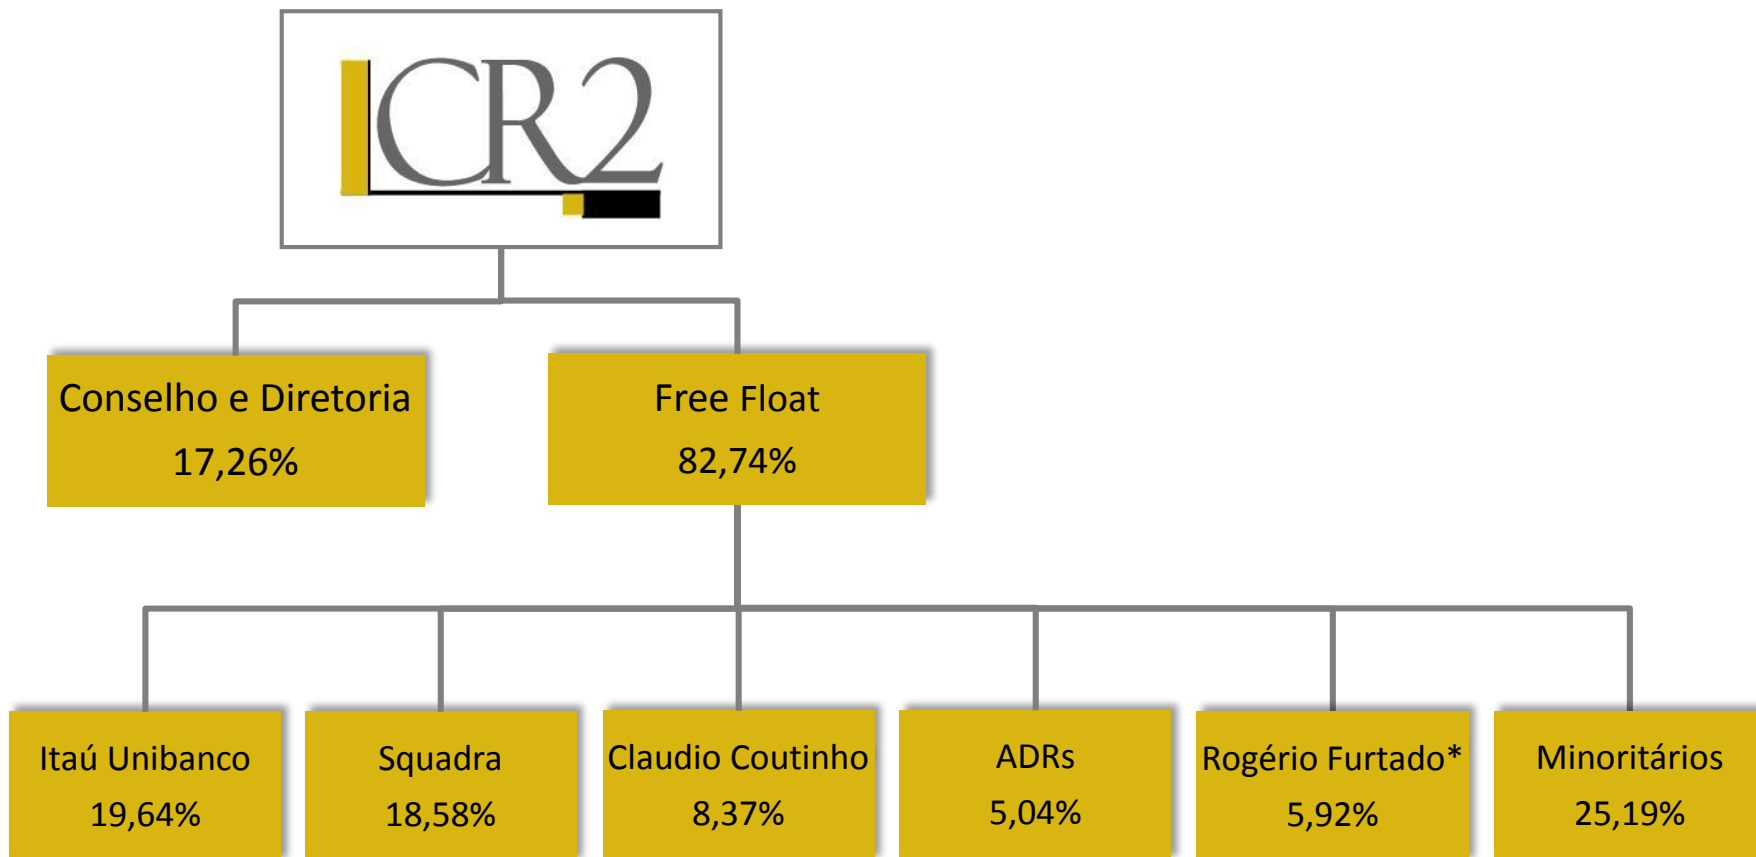 CR2
Conselho e Diretoria
17,26%
Free Float
82,74%
Itaú Unibanco
19,64%
Squadra
18,58%
Claudio Coutinho
8,37%
ADRs
5,04%
Rogério Furtado*
5,92%
Minoritários
25,19%